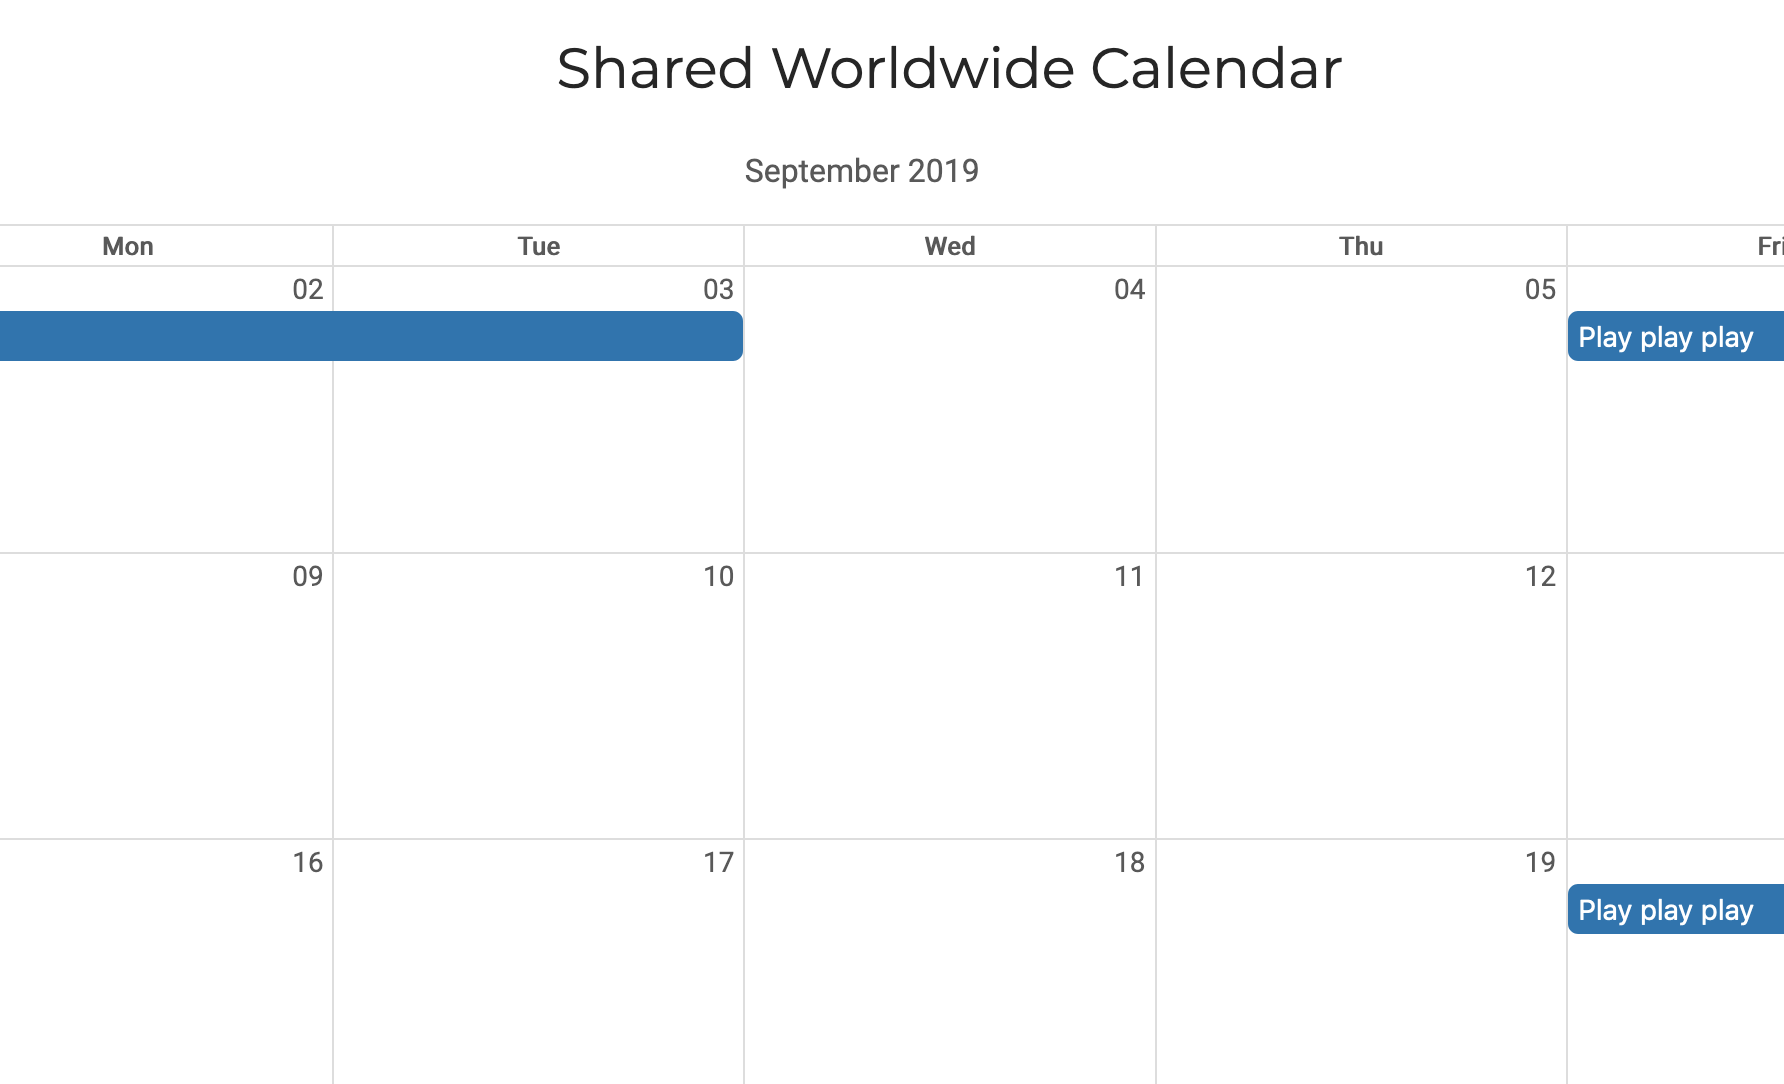 Shared Worldwide Calendar
September 2019
Mon Tue Wed Thu Fri
02 03 04 05
Play play play
09 10 11 12
16 17 18 19
Play play play